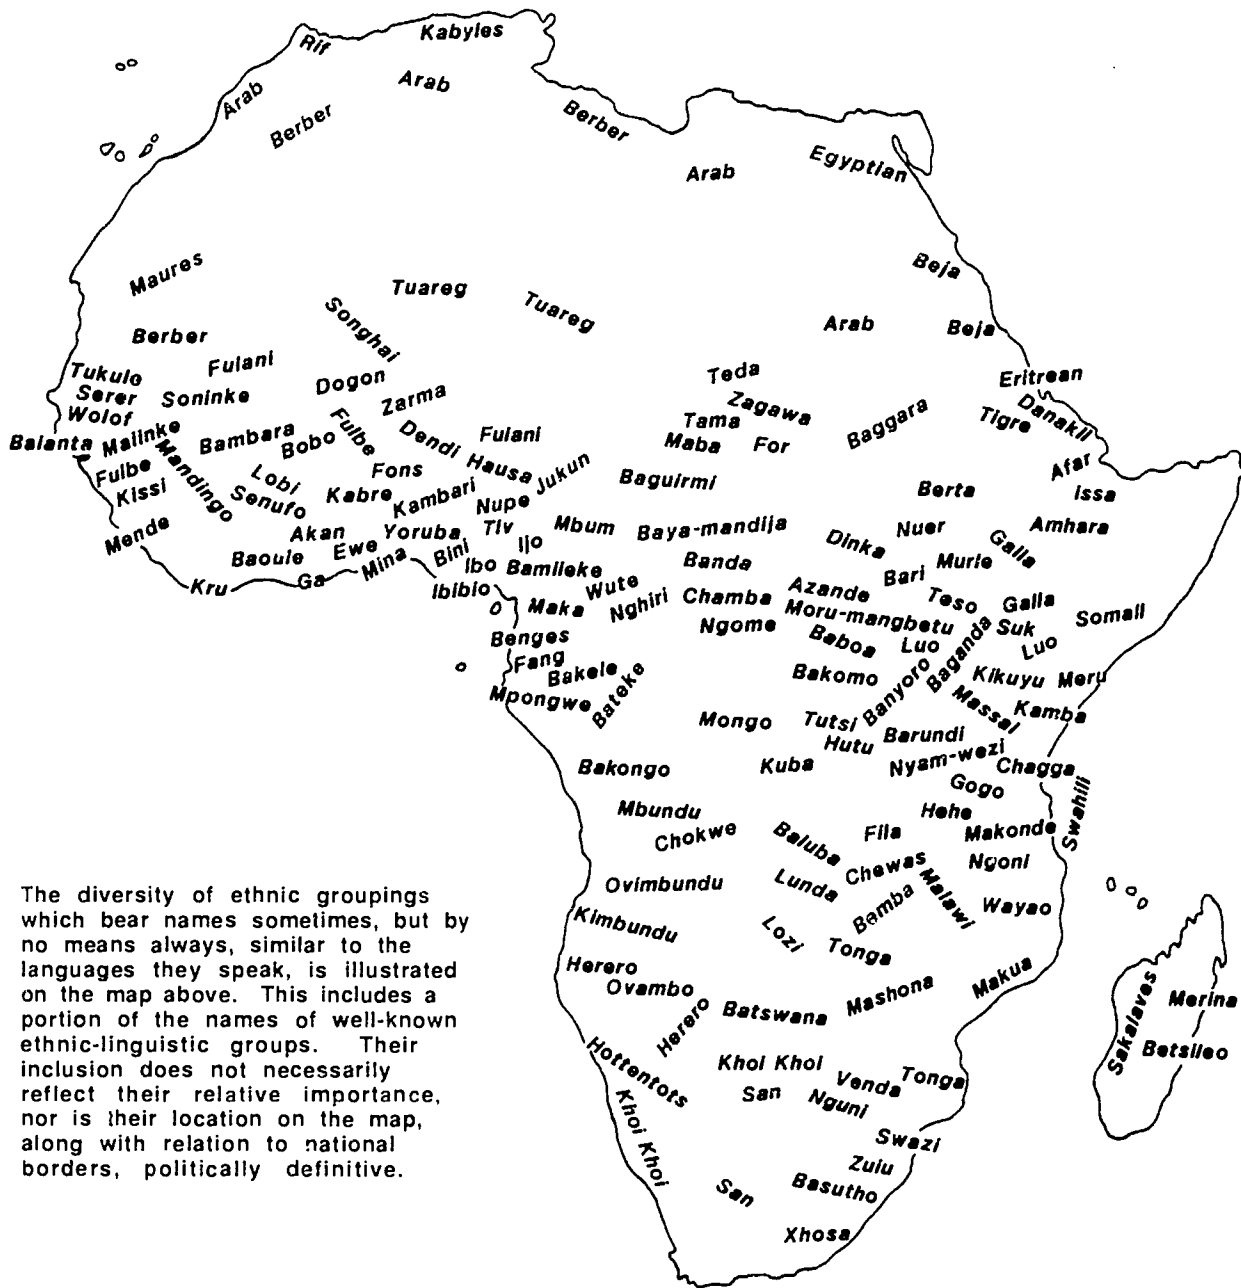 Kabyles
Rif
Arab
Arab
Berber
Berber
Arab
Egyptian
Maures
Beja
Tuareg
Tuareg
Songhai
Arab
Beja
Berber
Fulani
Tukulo
Serer
Soninke
Wolof
Dogon
Zarma
Teda
Zagawa
Eritrean
Danakil
Tigre
Baggara
Tama
Maba
For
Balanta
Malinke
Bambara
Bobo
Fulbe
Dendi
Fulani
Afar
Issa
Fulbe
Kissi
Mandingo
Lobi
Senufo
Fons
Kabre
Kambari
Hausa
Jukun
Baguirmi
Berta
Mende
Akan
Yoruba
Nupe
Tiv
Mbum
Baya-mandija
Nuer
Amhara
Galla
Baouie
Ewe
Mina
Bini
Ijo
Dinka
Murle
Kru
Ga
Ibo
Bamileke
Banda
Bari
Ibibio
Wute
Azande
Teso
Galla
Maka
Nghiri
Chamba
Moru-mangbetu
Suk
Somali
Benges
Ngome
Baboa
Luo
Baganda
Luo
Fang
Bakele
Bakomo
Banyoro
Kikuyu
Meru
Mpongwe
Bateke
Massai
Kamba
Mongo
Tutsi
Hutu
Barundi
Bakongo
Kuba
Nyam-wezi
Chagga
Gogo
Swahili
Mbundu
Chokwe
Baluba
Fila
Hehe
Makonde
Ovimbundu
Lunda
Chewas
Ngoni
Bemba
Malawi
Wayao
Kimbundu
Lozi
Tonga
Herero
Ovambo
Herero
Batswana
Mashona
Makua
Sakalaves
Merina
Betsileo
Hottentots
Khoi Khoi
San
Venda
Tonga
Nguni
Khoi Khoi
Swazi
Zulu
San
Basutho
Xhosa
The diversity of ethnic groupings
which bear names sometimes, but by
no means always, similar to the
languages they speak, is illustrated
on the map above. This includes a
portion of the names of well-known
ethnic-linguistic groups. Their
inclusion does not necessarily
reflect their relative importance,
nor is their location on the map,
along with relation to national
borders, politically definitive.